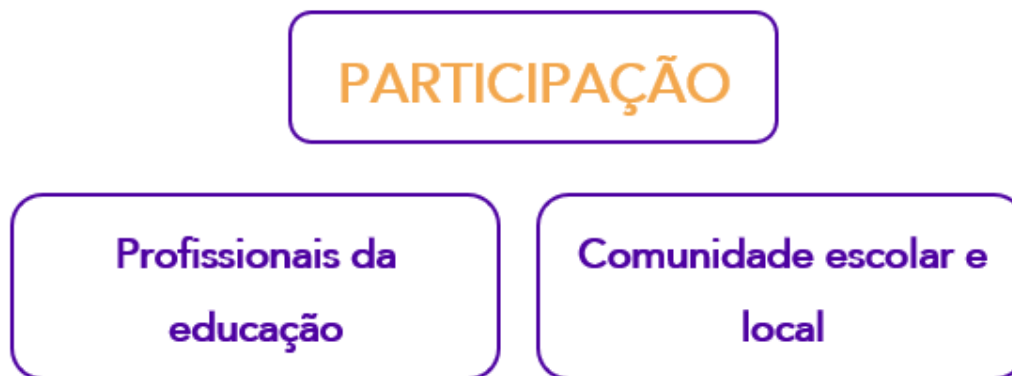 PARTICIPAÇÃO
Profissionais da
educação
Comunidade escolar e
local